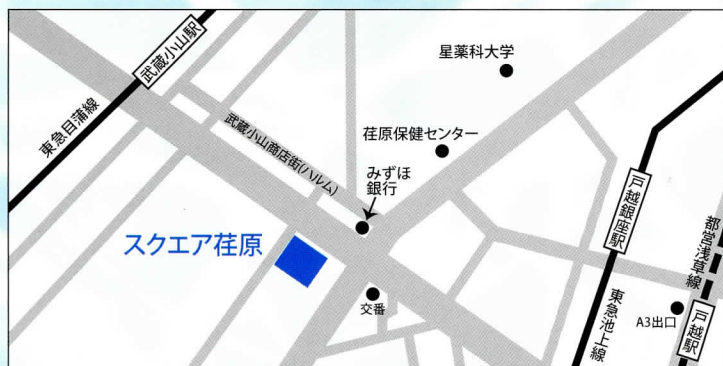 武蔵小山駅
東急目蒲線
武蔵小山商店街(パルム)
星薬科大学
荏原保健センター
みずほ
銀行
スクエア荏原
交番
戸越銀座駅
東急池上線
都営浅草線
A3出口
戸越駅